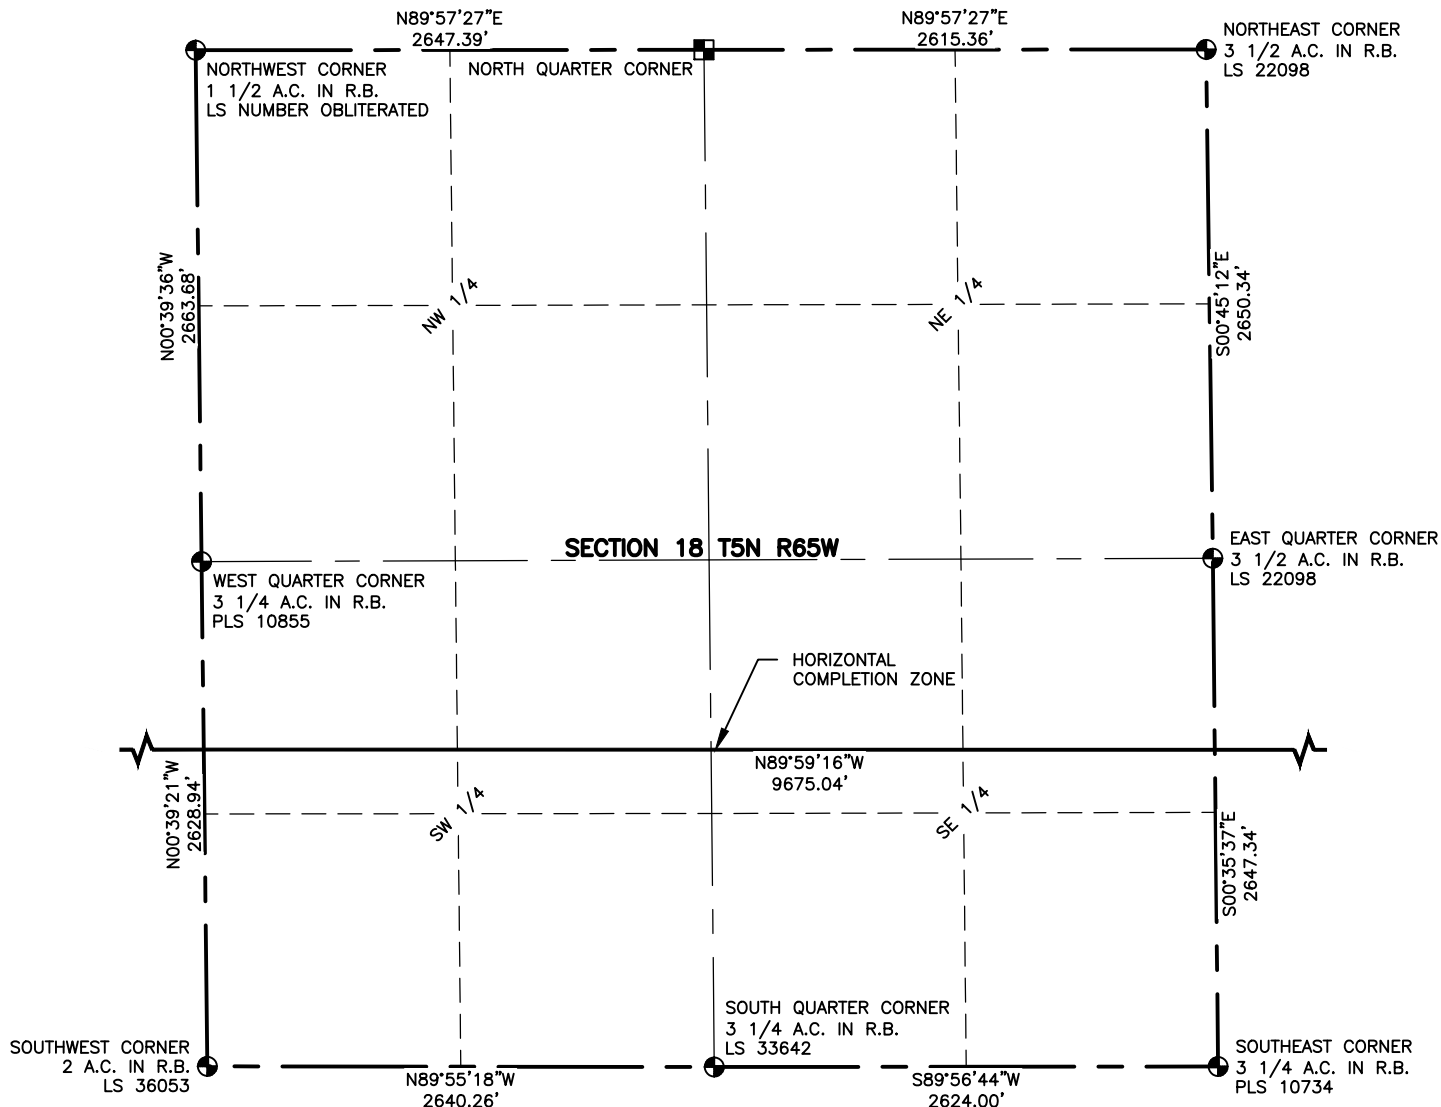 N89°57'27"E
2647.39'
N89°57'27"E
2615.36'
NORTHWEST CORNER
1 1/2 A.C. IN R.B.
LS NUMBER OBLITERATED
NORTH QUARTER CORNER
NORTHEAST CORNER
3 1/2 A.C. IN R.B.
LS 22098
N00°39'36"W
2663.68'
NW 1/4
NE 1/4
S00°45'12"E
2650.34'
SECTION 18 T5N R65W
EAST QUARTER CORNER
3 1/2 A.C. IN R.B.
LS 22098
WEST QUARTER CORNER
3 1/4 A.C. IN R.B.
PLS 10855
HORIZONTAL
COMPLETION ZONE
N89°59'16"W
9675.04'
N00°39'21"W
2628.94'
SW 1/4
SE 1/4
S00°35'37"E
2647.34'
SOUTH QUARTER CORNER
3 1/4 A.C. IN R.B.
LS 33642
SOUTHWEST CORNER
2 A.C. IN R.B.
LS 36053
SOUTHEAST CORNER
3 1/4 A.C. IN R.B.
PLS 10734
N89°55'18"W
2640.26'
S89°56'44"W
2624.00'